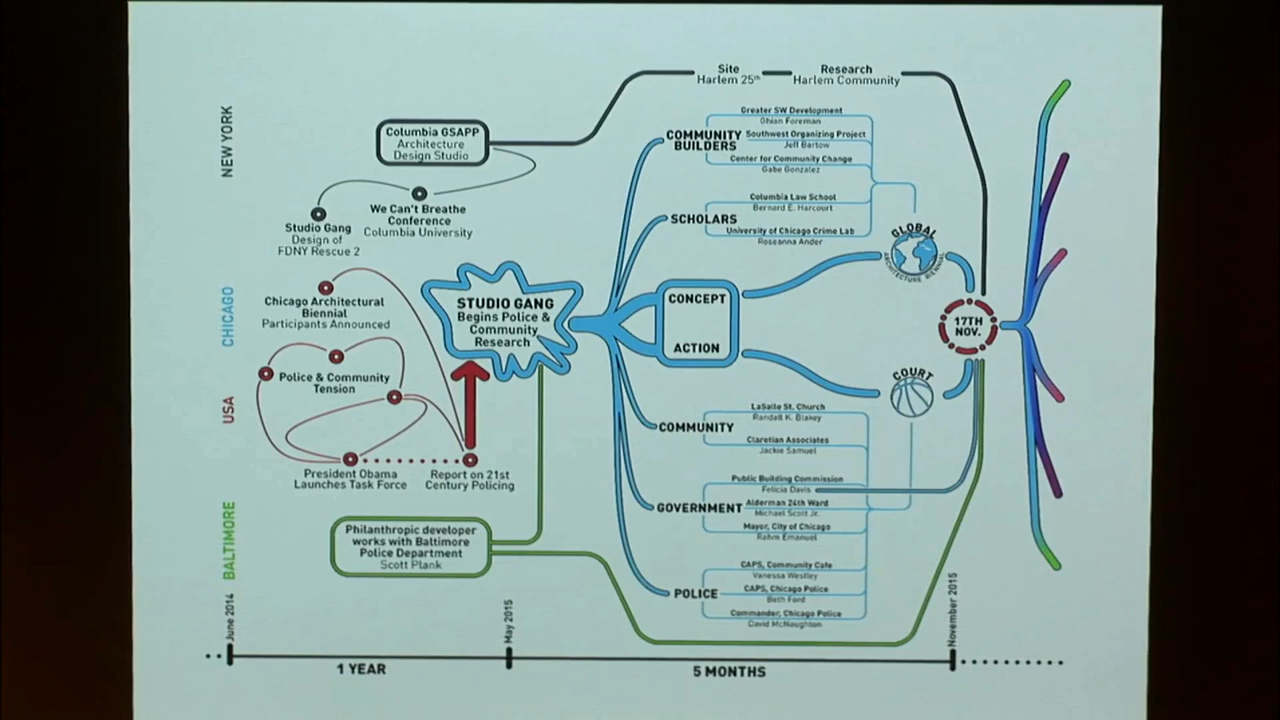 NEW YORK
CHICAGO
USA
BALTIMORE
Site
Harlem 25th
Research
Harlem Community
Columbia GSAPP
Architecture
Design Studio
We Can't Breathe
Conference
Columbia University
Studio Gang
Design of
FDNY Rescue 2
Chicago Architectural
Biennial
Participants Announced
Police & Community
Tension
President Obama
Launches Task Force
Report on 21st
Century Policing
STUDIO GANG
Begins Police &
Community
Research
Philanthropic developer
works with Baltimore
Police Department
Scott Plank
COMMUNITY
BUILDERS
Greater SW Development
Ghian Foreman
Southwest Organizing Project
Jeff Bartow
Center for Community Change
Gabe Gonzalez
SCHOLARS
Columbia Law School
Bernard E. Harcourt
University of Chicago Crime Lab
Roseanna Ander
CONCEPT
ACTION
GLOBAL
ARCHITECTURE BIENNIAL
17TH
NOV.
COURT
COMMUNITY
LaSalle St. Church
Randall K. Blakey
Claretian Associates
Jackie Samuel
GOVERNMENT
Public Building Commission
Felicia Davis
Alderman 24th Ward
Michael Scott Jr.
Mayor, City of Chicago
Rahm Emanuel
POLICE
CAPS, Community Cafe
Vanessa Westley
CAPS, Chicago Police
Beth Ford
Commander, Chicago Police
David McNaughton
June 2014
May 2015
November 2015
1 YEAR
5 MONTHS